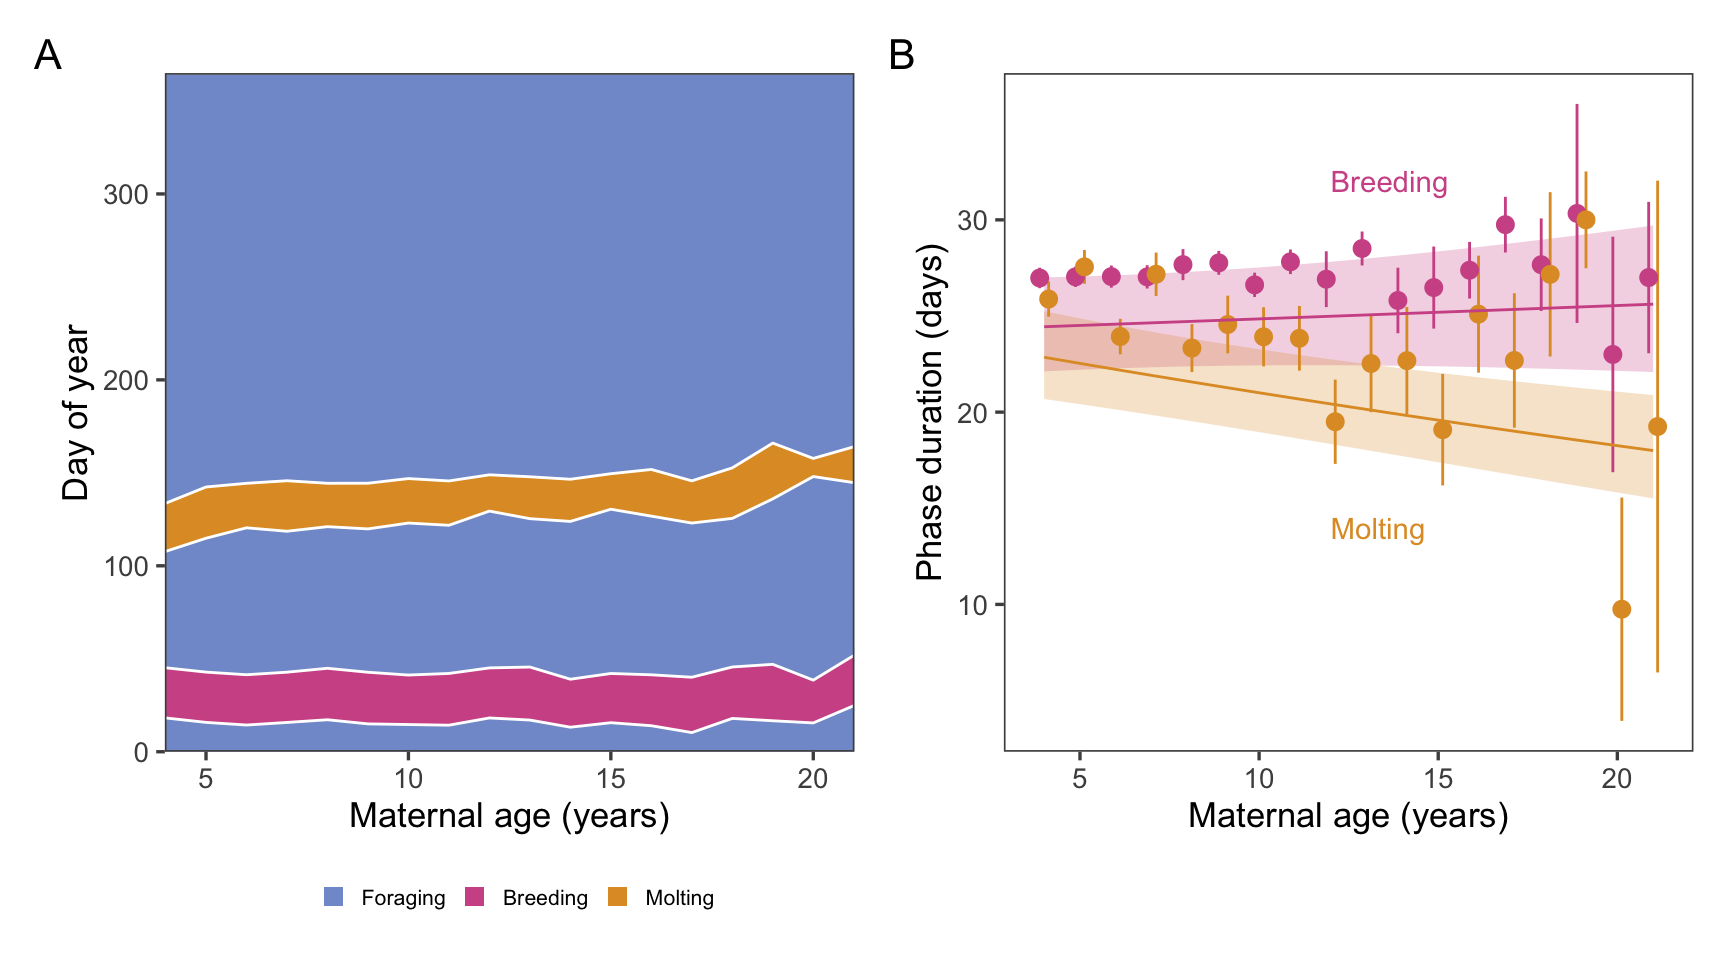 A
B
Day of year
300
200
100
0
5 10 15 20
Maternal age (years)
Foraging Breeding Molting
Phase duration (days)
30
20
10
Breeding
Molting
5 10 15 20
Maternal age (years)